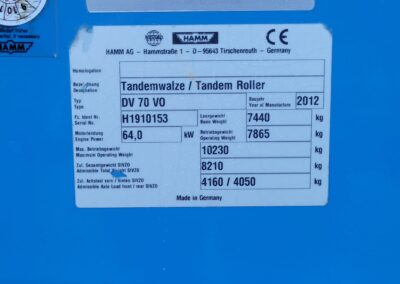 HAMM
HAMM
CE
HAMM AG - Hammstraße 1 - D-95643 Tirschenreuth - Germany
Homologation
Bezeichnung
Designation
Tandemwalze / Tandem Roller
Typ
Type
DV 70 VO
Baujahr
Year of Manufacture
2012
Fz. Ident Nr.
Serial No.
H1910153
Leergewicht
Basic Weight
7440
kg
Motorleistung
Engine Power
64,0
kW
Betriebsgewicht
Operating Weight
7865
kg
Max. Betriebsgewicht
Maximum Operating Weight
10230
kg
Zul. Gesamtgewicht StVZO
Admissible Total Weight StVZO
8210
kg
Zul. Achslast vorn / hinten StVZO
Admissible Axle Load front / rear StVZO
4160 / 4050
kg
Made in Germany